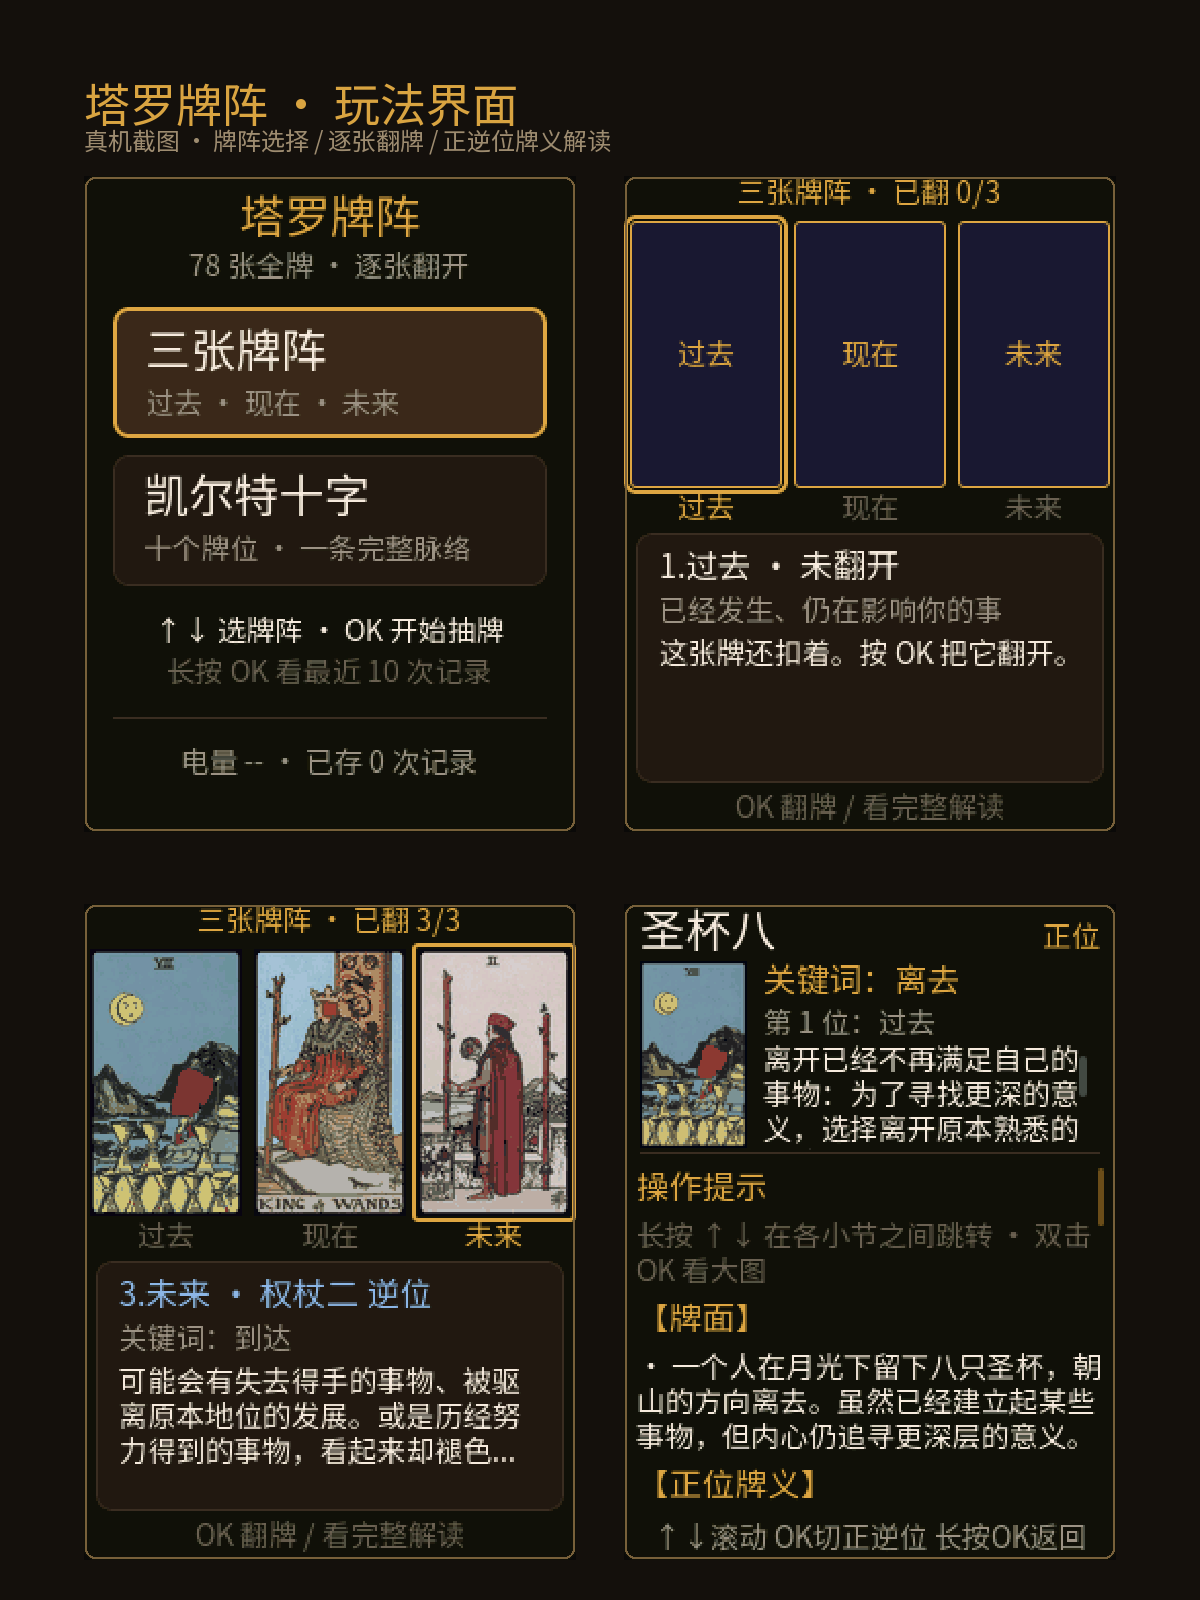 塔罗牌阵 · 玩法界面
真机截图 · 牌阵选择 / 逐张翻牌 / 正逆位牌义解读
塔罗牌阵
78 张全牌 · 逐张翻开
三张牌阵
过去 · 现在 · 未来
凯尔特十字
十个牌位 · 一条完整脉络
↑↓ 选牌阵 · OK 开始抽牌
长按 OK 看最近 10 次记录
电量 -- · 已存 0 次记录
三张牌阵 · 已翻 0/3
过去 现在 未来
过去 现在 未来
1.过去 · 未翻开
已经发生、仍在影响你的事
这张牌还扣着。按 OK 把它翻开。
OK 翻牌 / 看完整解读
三张牌阵 · 已翻 3/3
VIII
II
KING of WANDS
过去 现在 未来
3.未来 · 权杖二 逆位
关键词：到达
可能会有失去得手的事物、被驱
离原本地位的发展。或是历经努
力得到的事物，看起来却褪色...
OK 翻牌 / 看完整解读
圣杯八 正位
关键词：离去
第 1 位：过去
离开已经不再满足自己的
事物：为了寻找更深的意
义，选择离开原本熟悉的
操作提示
长按 ↑↓ 在各小节之间跳转 · 双击
OK 看大图
【牌面】
· 一个人在月光下留下八只圣杯，朝
山的方向离去。虽然已经建立起某些
事物，但内心仍追寻更深层的意义。
【正位牌义】
↑↓滚动 OK切正逆位 长按OK返回